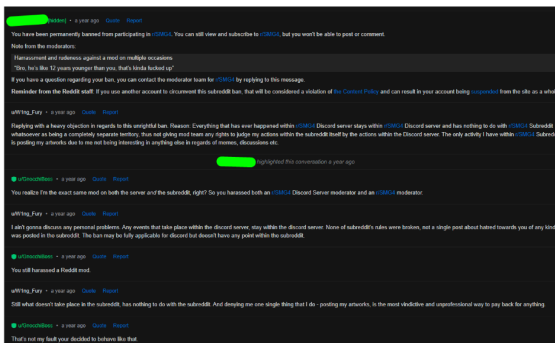 [hidden] • a year ago Quote Report
You have been permanently banned from participating in r/SMG4. You can still view and subscribe to r/SMG4, but you won't be able to post or comment.
Note from the moderators:
Harrassment and rudeness against a mod on multiple occasions
"Bro, he's like 12 years younger than you, that's kinda fucked up"
If you have a question regarding your ban, you can contact the moderator team for r/SMG4 by replying to this message.
Reminder from the Reddit staff: If you use another account to circumvent this subreddit ban, that will be considered a violation of the Content Policy and can result in your account being suspended from the site as a whol
• a year ago Quote Report
Replying with a heavy objection in regards to this unrightful ban. Reason: Everything that has ever happened within r/SMG4 Discord server stays within r/SMG4 Discord server and has nothing to do with r/SMG4 Subreddit
whatsoever as being a completely separate territory, thus not giving mod team any rights to judge my actions within the subreddit itself by the actions within the Discord server. The only activity I have within r/SMG4 Subred
is posting my artworks due to me not being interesting in anything else in regards of memes, discussions etc.
highlighted this conversation a year ago
• a year ago Quote Report
You realize I'm the exact same mod on both the server and the subreddit, right? So you harassed both an r/SMG4 Discord Server moderator and an r/SMG4 moderator.
• a year ago Quote Report
I ain't gonna discuss any personal problems. Any events that take place within the discord server, stay within the discord server. None of subreddit's rules were broken, not a single post about hatred towards you of any kind
was posted in the subreddit. The ban may be fully applicable for discord but doesn't have any point within the subreddit.
• a year ago Quote Report
You still harassed a Reddit mod.
• a year ago Quote Report
Still what doesn't take place in the subreddit, has nothing to do with the subreddit. And denying me one single thing that I do - posting my artworks, is the most vindictive and unprofessional way to pay back for anything.
• a year ago Quote Report
That's not my fault your decided to behave like that